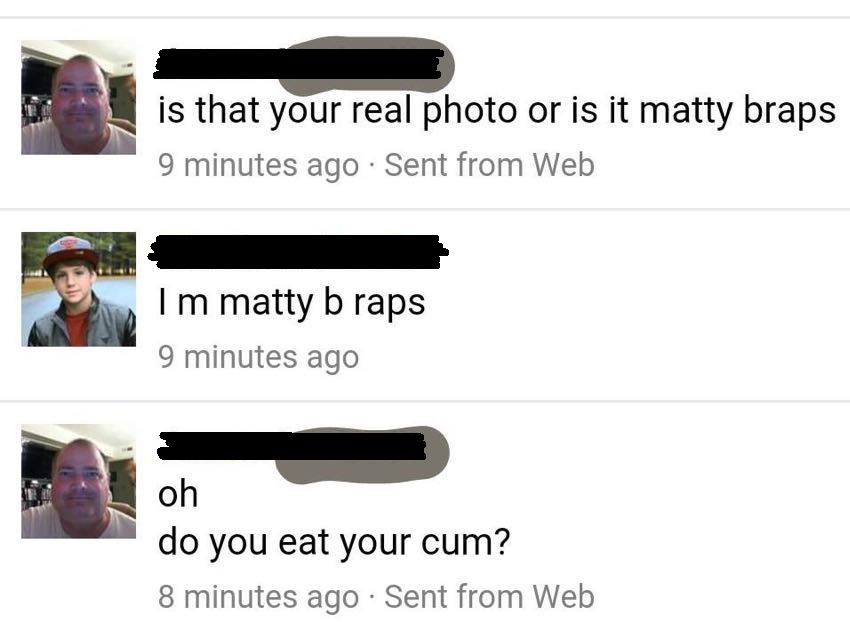 is that your real photo or is it matty braps
9 minutes ago · Sent from Web
I m matty b raps
9 minutes ago
oh
do you eat your cum?
8 minutes ago · Sent from Web